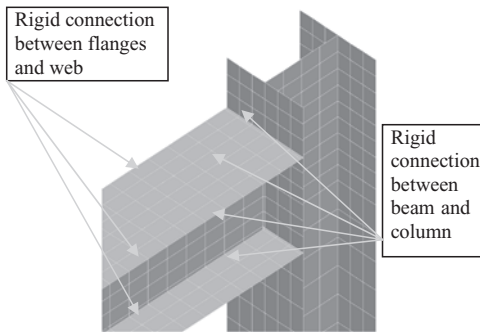 Rigid connection
between flanges
and web
Rigid
connection
between
beam and
column